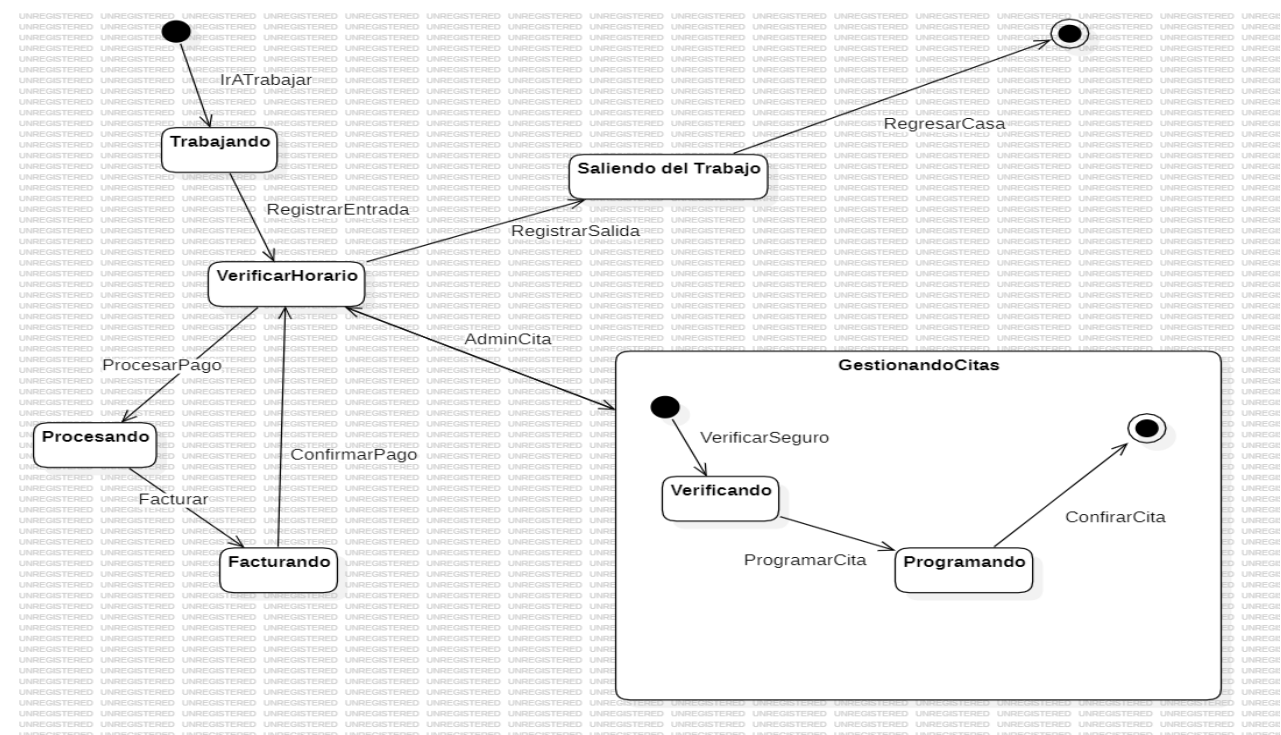 IrATrabajar
Trabajando
RegistrarEntrada
VerificarHorario
RegistrarSalida
Saliendo del Trabajo
RegresarCasa
ProcesarPago
Procesando
Facturar
Facturando
ConfirmarPago
AdminCita
GestionandoCitas
VerificarSeguro
Verificando
ProgramarCita
Programando
ConfirarCita
UNREGISTERED